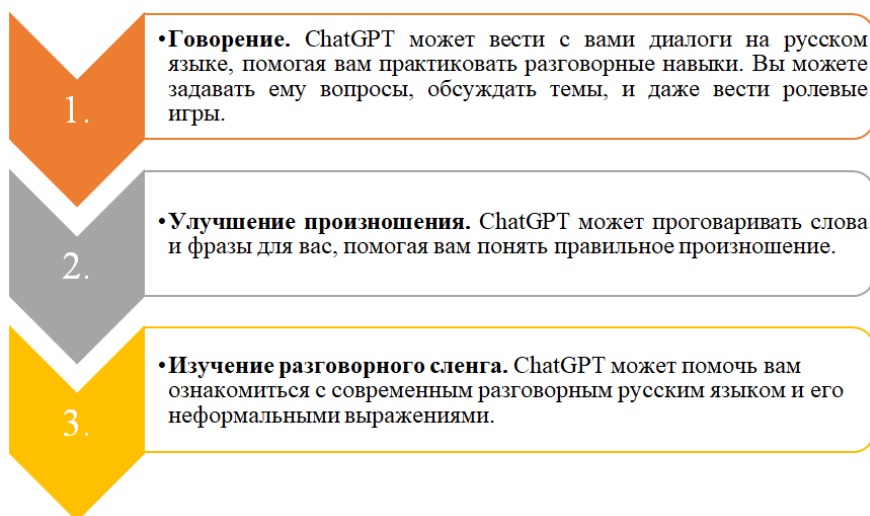 1.
•Говорение. ChatGPT может вести с вами диалоги на русском
языке, помогая вам практиковать разговорные навыки. Вы можете
задавать ему вопросы, обсуждать темы, и даже вести ролевые
игры.
2.
•Улучшение произношения. ChatGPT может проговаривать слова
и фразы для вас, помогая вам понять правильное произношение.
3.
•Изучение разговорного сленга. ChatGPT может помочь вам
ознакомиться с современным разговорным русским языком и его
неформальными выражениями.